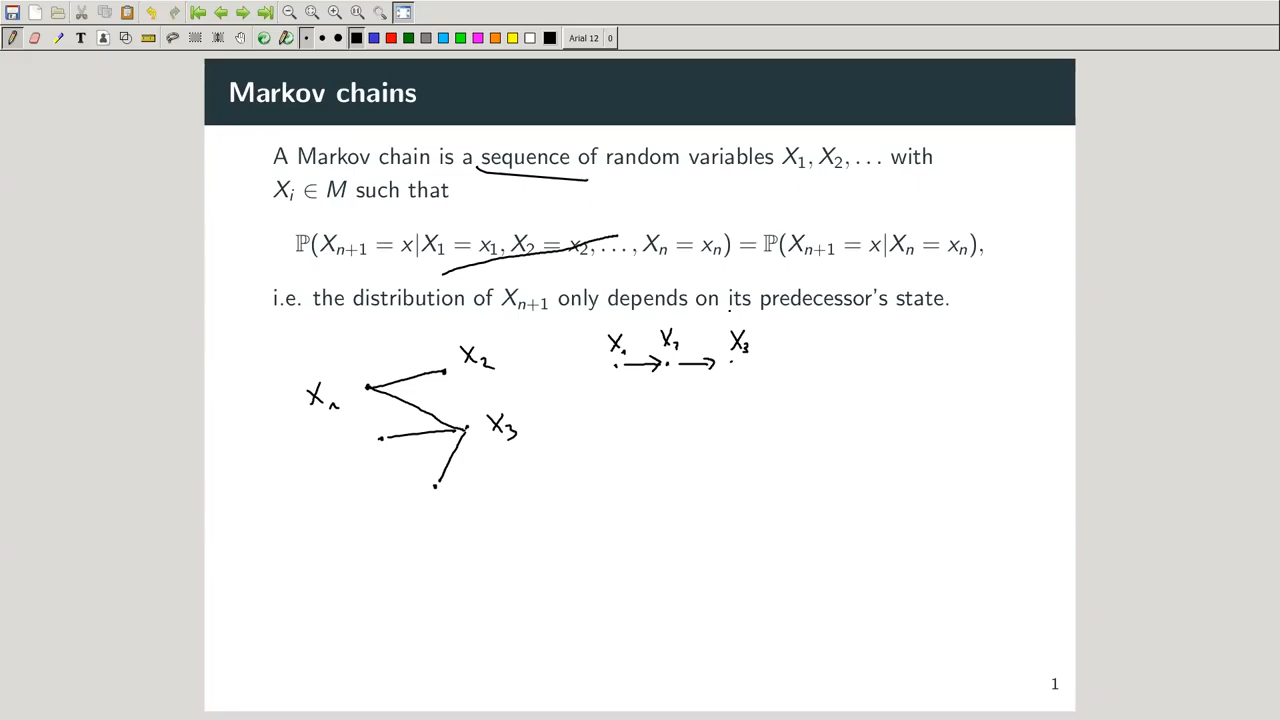 Arial 12 0
Markov chains
A Markov chain is a sequence of random variables X₁, X₂, . . . with
Xᵢ ∈ M such that
ℙ(Xₙ₊₁ = x|X₁ = x₁, X₂ = x₂, . . . , Xₙ = xₙ) = ℙ(Xₙ₊₁ = x|Xₙ = xₙ),
i.e. the distribution of Xₙ₊₁ only depends on its predecessor's state.
X₁ X₂ X₃
X₂
X₁
X₃
1